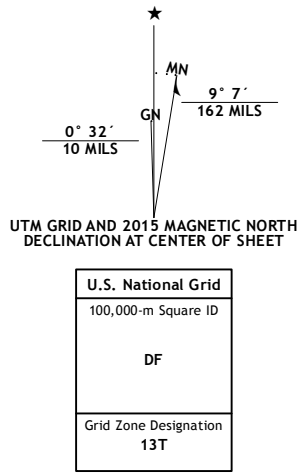 MN
9° 7´
162 MILS
GN
0° 32´
10 MILS
UTM GRID AND 2015 MAGNETIC NORTH
DECLINATION AT CENTER OF SHEET
U.S. National Grid
100,000-m Square ID
DF
Grid Zone Designation
13T